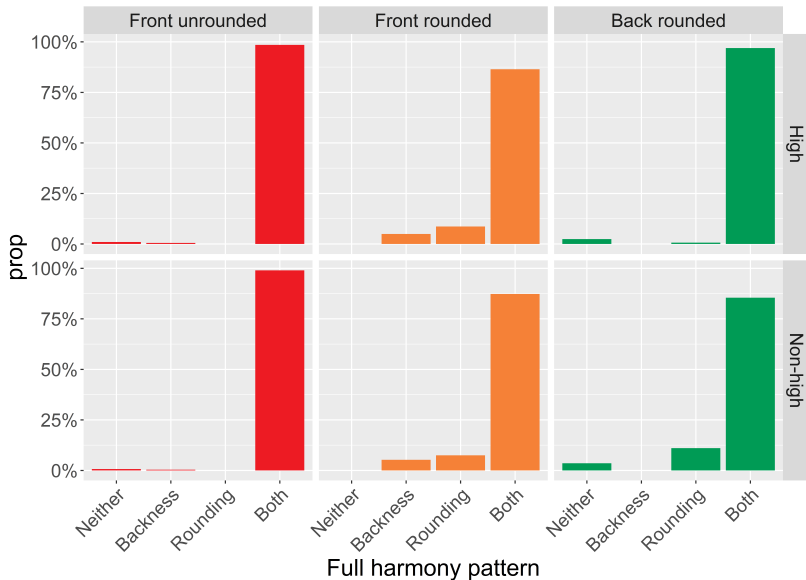 Front unrounded
Front rounded
Back rounded
100%
75%
50%
25%
0%
High
100%
75%
50%
25%
0%
Non-high
prop
Neither
Backness
Rounding
Both
Neither
Backness
Rounding
Both
Neither
Backness
Rounding
Both
Full harmony pattern